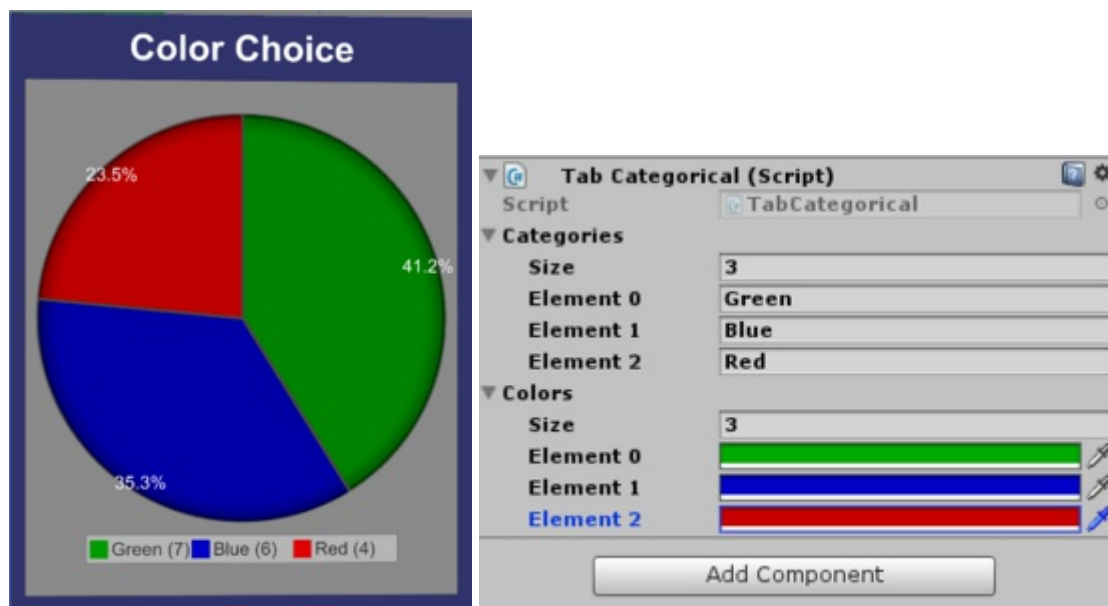 Color Choice
23.5%
41.2%
35.3%
Green (7) Blue (6) Red (4)
Tab Categorical (Script)
Script TabCategorical
Categories
Size 3
Element 0 Green
Element 1 Blue
Element 2 Red
Colors
Size 3
Element 0
Element 1
Element 2
Add Component